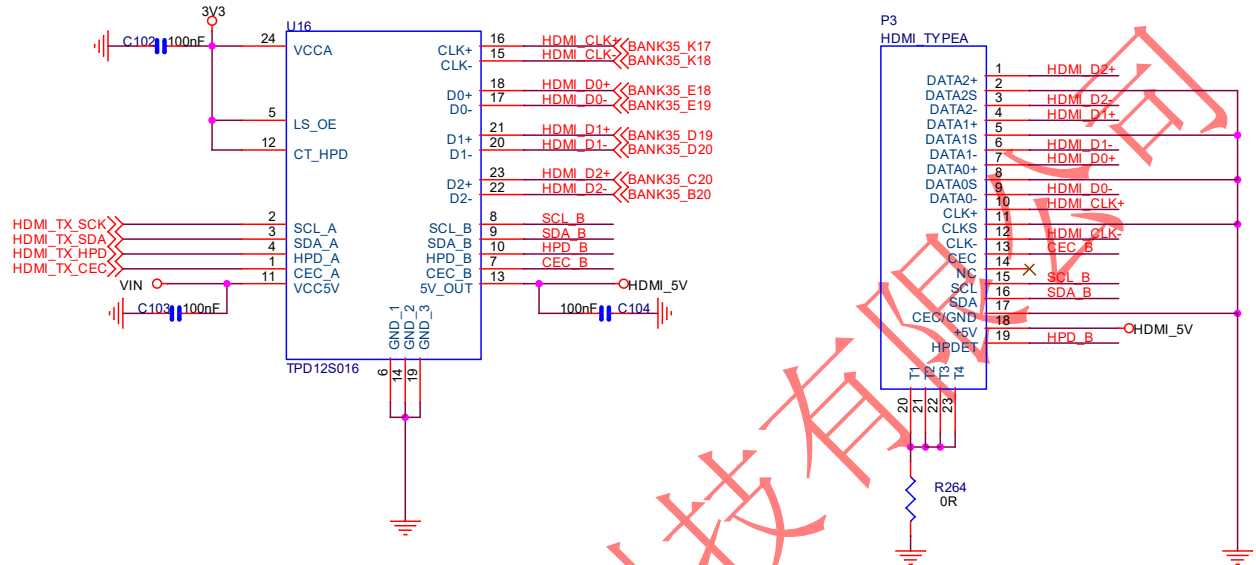 3V3
C102 100nF
U16
24 VCCA
5 LS_OE
12 CT_HPD
HDMI_TX_SCK 2 SCL_A
HDMI_TX_SDA 3 SDA_A
HDMI_TX_HPD 4 HPD_A
HDMI_TX_CEC 1 CEC_A
VIN 11 VCC5V
C103 100nF
CLK+ 16 HDMI_CLK+ BANK35_K17
CLK- 15 HDMI_CLK- BANK35_K18
D0+ 18 HDMI_D0+ BANK35_E18
D0- 17 HDMI_D0- BANK35_E19
D1+ 21 HDMI_D1+ BANK35_D19
D1- 20 HDMI_D1- BANK35_D20
D2+ 23 HDMI_D2+ BANK35_C20
D2- 22 HDMI_D2- BANK35_B20
SCL_B 8 SCL_B
SDA_B 9 SDA_B
HPD_B 10 HPD_B
CEC_B 7 CEC_B
5V_OUT 13 HDMI_5V
100nF C104
GND_1 GND_2 GND_3
6 14 19
TPD12S016
P3
HDMI_TYPEA
DATA2+ 1 HDMI_D2+
DATA2S 2
DATA2- 3 HDMI_D2-
DATA1+ 4 HDMI_D1+
DATA1S 5
DATA1- 6 HDMI_D1-
DATA0+ 7 HDMI_D0+
DATA0S 8
DATA0- 9 HDMI_D0-
CLK+ 10 HDMI_CLK+
CLKS 11
CLK- 12 HDMI_CLK-
CEC 13 CEC_B
NC 14
SCL 15 SCL_B
SDA 16 SDA_B
CEC/GND 17
+5V 18 HDMI_5V
HPDET 19 HPD_B
T1 T2 T3 T4
20 21 22 23
R264
0R
技有限公司